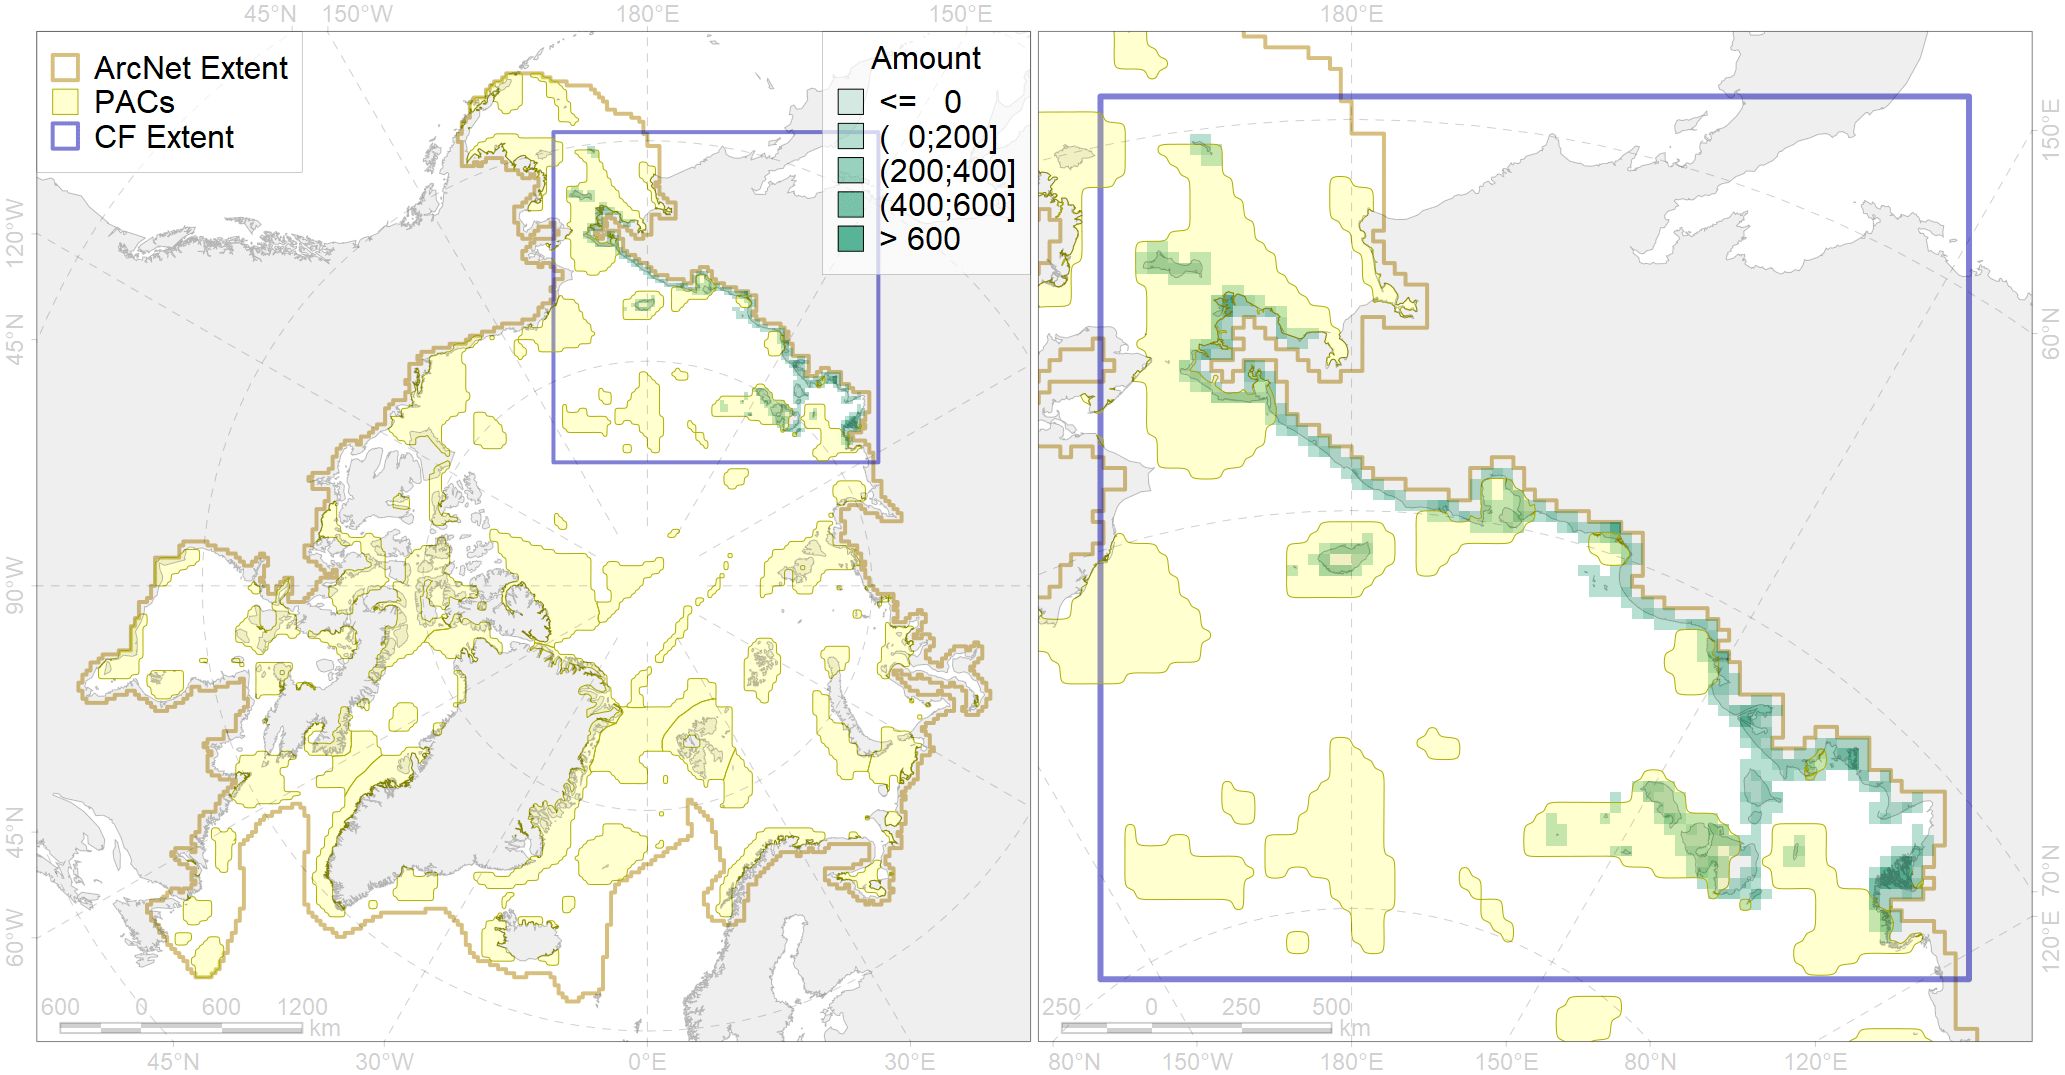 45°N 150°W 180°E 150°E 180°E
ArcNet Extent
PACs
CF Extent
Amount
<= 0
( 0;200]
(200;400]
(400;600]
> 600
120°W
45°N
90°W
45°N
60°W
150°E
60°N
70°N
120°E
600 0 600 1200
km
250 0 250 500
km
45°N 30°W 0°E 30°E 80°N 150°W 180°E 150°E 80°N 120°E